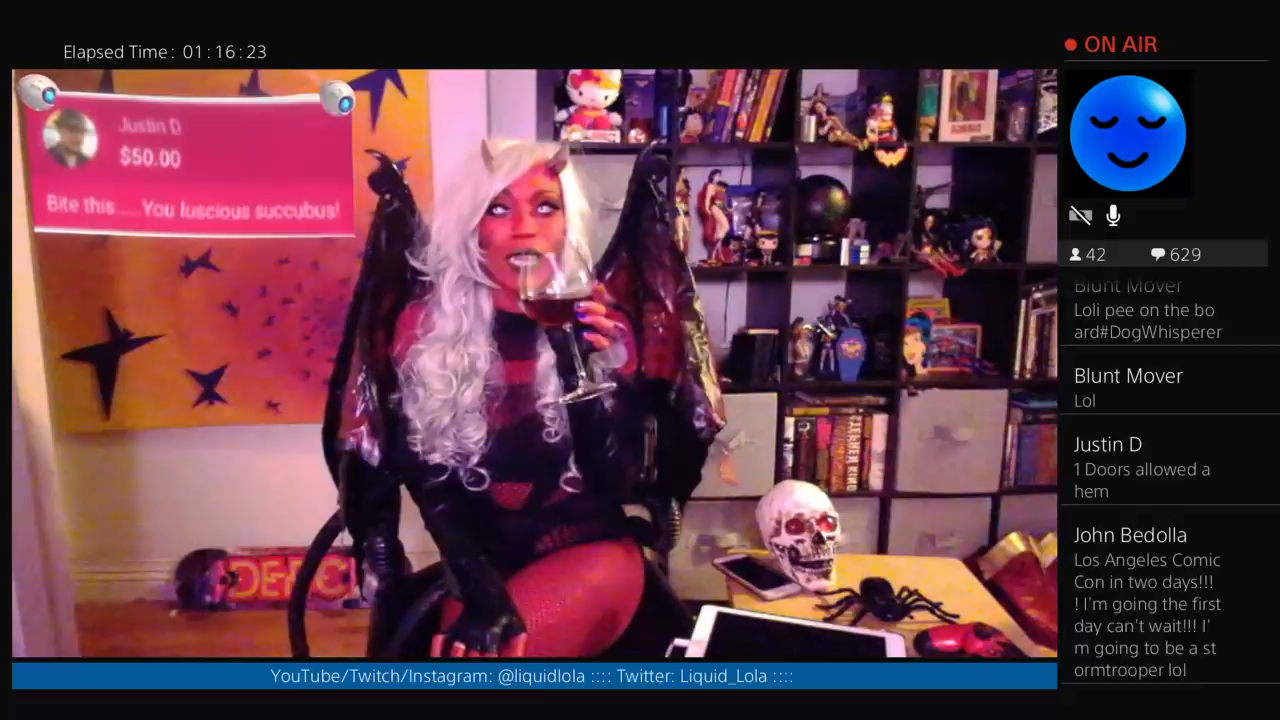 Elapsed Time: 01:16:23
ON AIR
Justin D
$50.00
Bite this.....You luscious succubus!
42 629
Blunt Mover
Loli pee on the bo
ard#DogWhisperer
Blunt Mover
Lol
Justin D
1 Doors allowed a
hem
John Bedolla
Los Angeles Comic
Con in two days!!!
! I'm going the first
day can't wait!!! I'
m going to be a st
ormtrooper lol
STEPHEN KING
YouTube/Twitch/Instagram: @liquidlola :::: Twitter: Liquid_Lola ::::